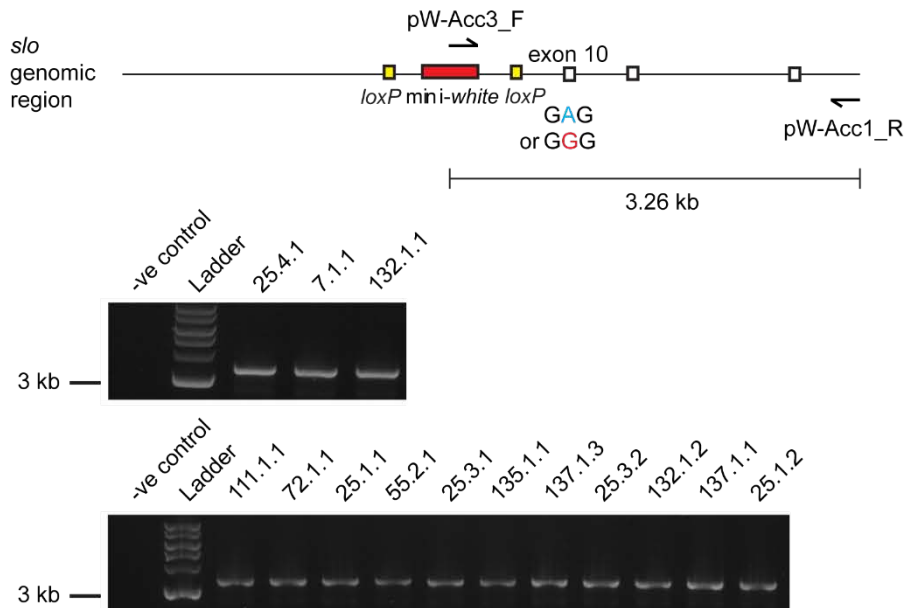 pW-Acc3_F
slo
genomic
region
exon 10
loxP mini-white loxP
GAG
or GGG
pW-Acc1_R
3.26 kb
-ve control
Ladder
25.4.1
7.1.1
132.1.1
3 kb
-ve control
Ladder
111.1.1
72.1.1
25.1.1
55.2.1
25.3.1
135.1.1
137.1.3
25.3.2
132.1.2
137.1.1
25.1.2
3 kb